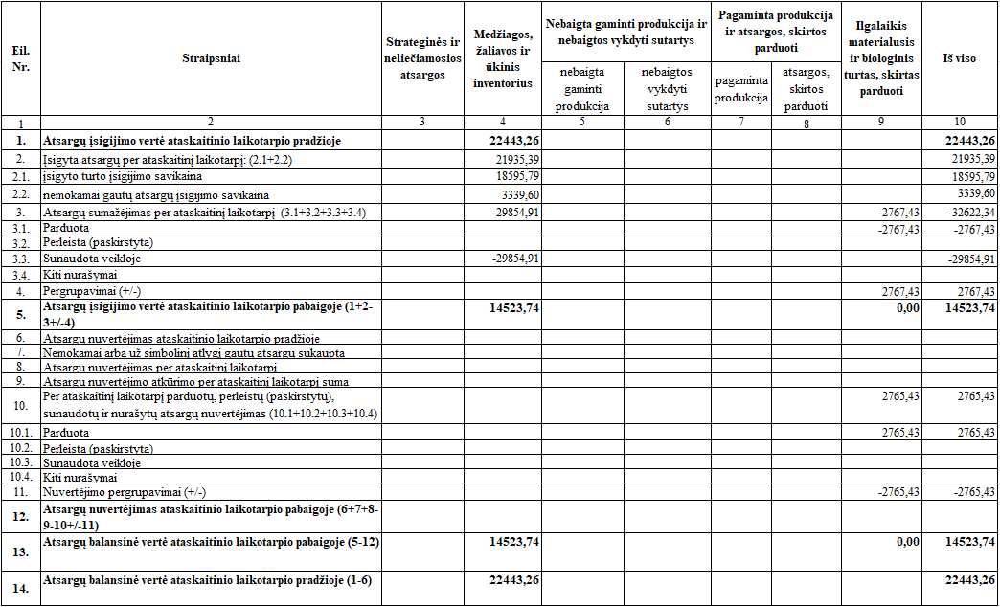 Eil. Nr. | Straipsniai | Strateginės ir neliečiamosios atsargos | Medžiagos, žaliavos ir ūkinis inventorius | Nebaigta gaminti produkcija ir nebaigtos vykdyti sutartys | Pagaminta produkcija ir atsargos, skirtos parduoti | Ilgalaikis materialusis ir biologinis turtas, skirtas parduoti | Iš viso
nebaigta gaminti produkcija | nebaigtos vykdyti sutartys | pagaminta produkcija | atsargos, skirtos parduoti
1 2 3 4 5 6 7 8 9 10
1. Atsargų įsigijimo vertė ataskaitinio laikotarpio pradžioje 22443,26 22443,26
2. Įsigyta atsargų per ataskaitinį laikotarpį: (2.1+2.2) 21935,39 21935,39
2.1. įsigyto turto įsigijimo savikaina 18595,79 18595,79
2.2. nemokamai gautų atsargų įsigijimo savikaina 3339,60 3339,60
3. Atsargų sumažėjimas per ataskaitinį laikotarpį (3.1+3.2+3.3+3.4) -29854,91 -2767,43 -32622,34
3.1. Parduota -2767,43 -2767,43
3.2. Perleista (paskirstyta)
3.3. Sunaudota veikloje -29854,91 -29854,91
3.4. Kiti nurašymai
4. Pergrupavimai (+/-) 2767,43 2767,43
5. Atsargų įsigijimo vertė ataskaitinio laikotarpio pabaigoje (1+2-
3+/-4) 14523,74 0,00 14523,74
6. Atsargų nuvertėjimas ataskaitinio laikotarpio pradžioje
7. Nemokamai arba už simbolinį atlygį gautų atsargų sukaupta
8. Atsargų nuvertėjimas per ataskaitinį laikotarpį
9. Atsargų nuvertėjimo atkūrimo per ataskaitinį laikotarpį suma
10. Per ataskaitinį laikotarpį parduotų, perleistų (paskirstytų),
sunaudotų ir nurašytų atsargų nuvertėjimas (10.1+10.2+10.3+10.4) 2765,43 2765,43
10.1. Parduota 2765,43 2765,43
10.2. Perleista (paskirstyta)
10.3. Sunaudota veikloje
10.4. Kiti nurašymai
11. Nuvertėjimo pergrupavimai (+/-) -2765,43 -2765,43
12. Atsargų nuvertėjimas ataskaitinio laikotarpio pabaigoje (6+7+8-
9-10+/-11)
13. Atsargų balansinė vertė ataskaitinio laikotarpio pabaigoje (5-12) 14523,74 0,00 14523,74
14. Atsargų balansinė vertė ataskaitinio laikotarpio pradžioje (1-6) 22443,26 22443,26